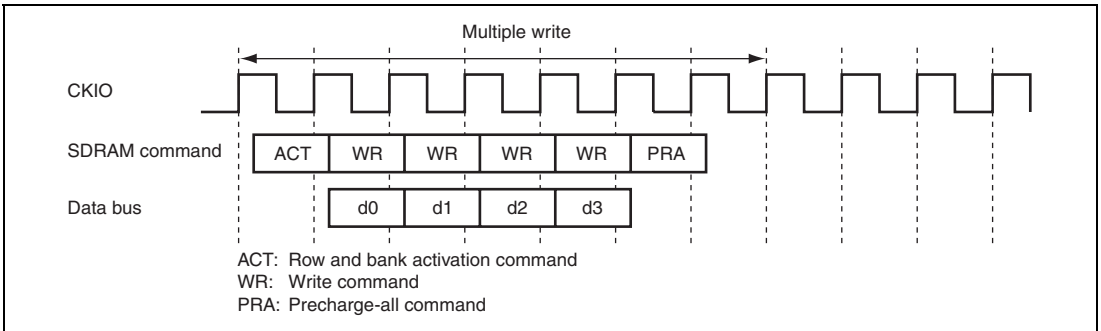 Multiple write
CKIO
SDRAM command ACT WR WR WR WR PRA
Data bus d0 d1 d2 d3
ACT: Row and bank activation command
WR: Write command
PRA: Precharge-all command